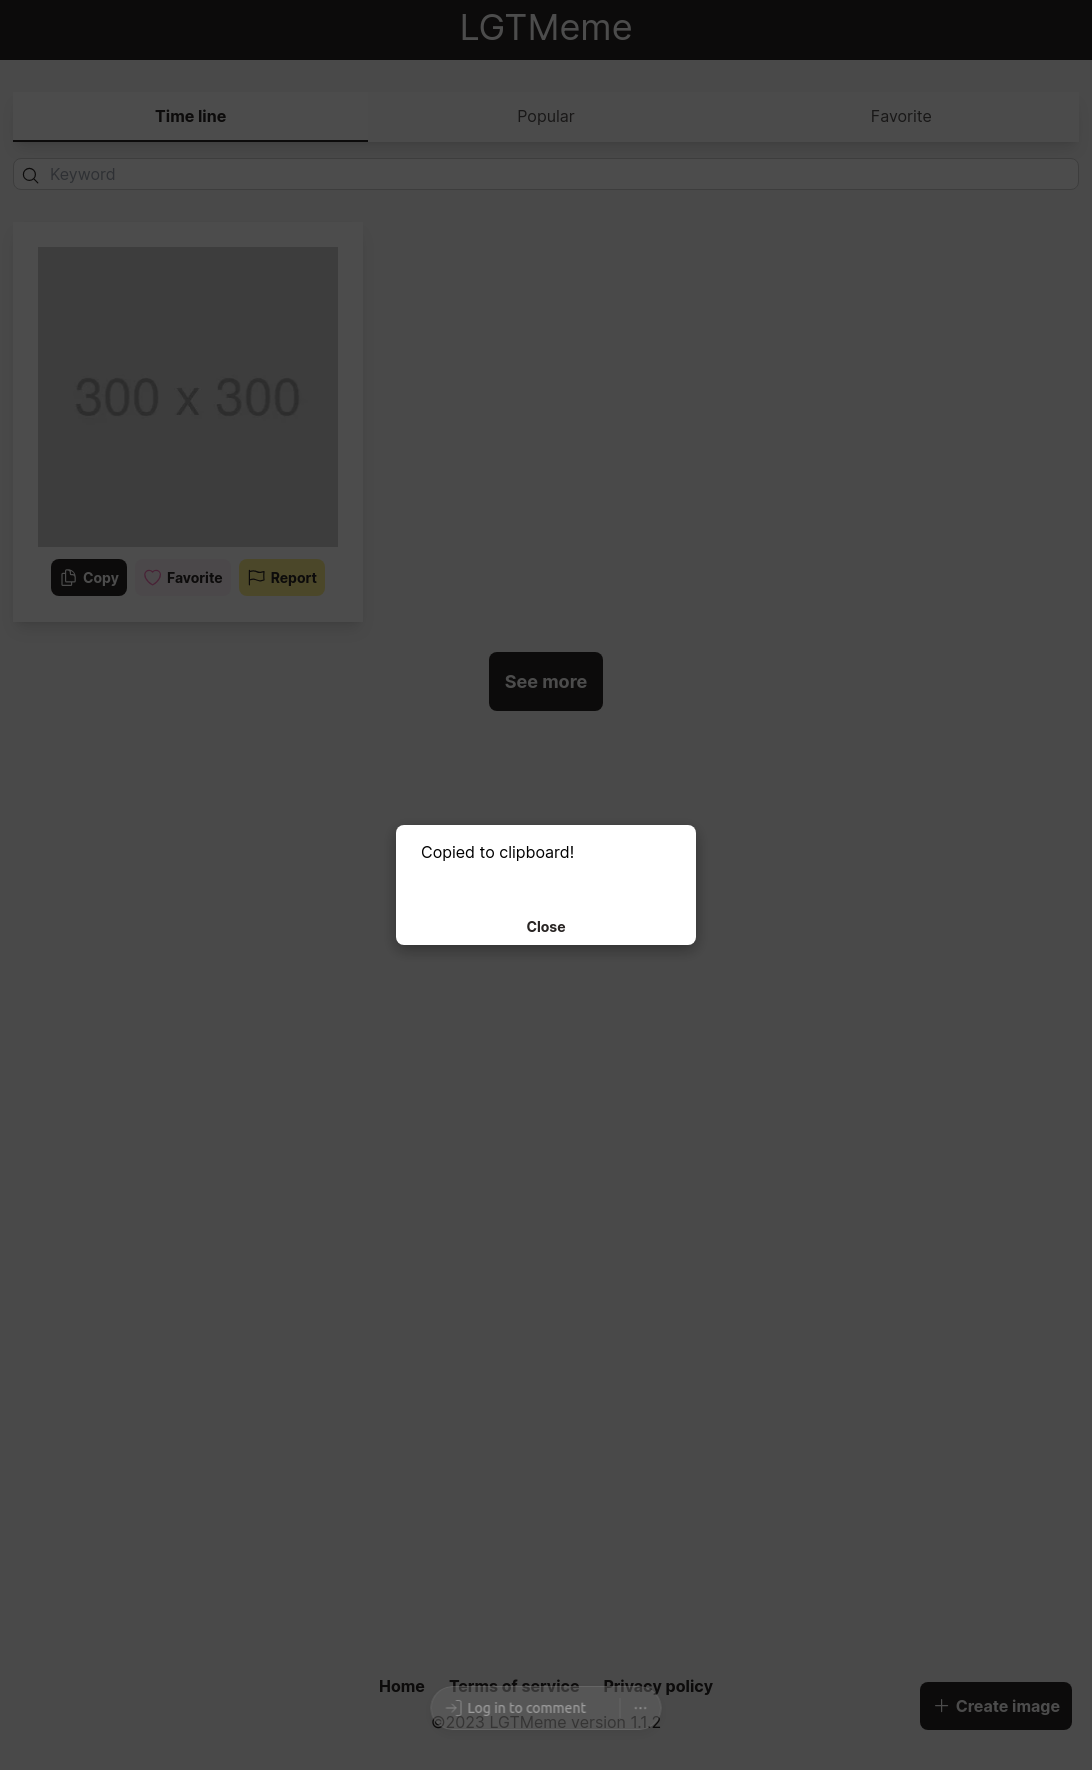 LGTMeme
Time line
Popular
Favorite
Keyword
300 x 300
Copy
Favorite
Report
See more
Copied to clipboard!
Close
Home Terms of service Privacy policy
Log in to comment
©2023 LGTMeme version 1.1.2
Create image